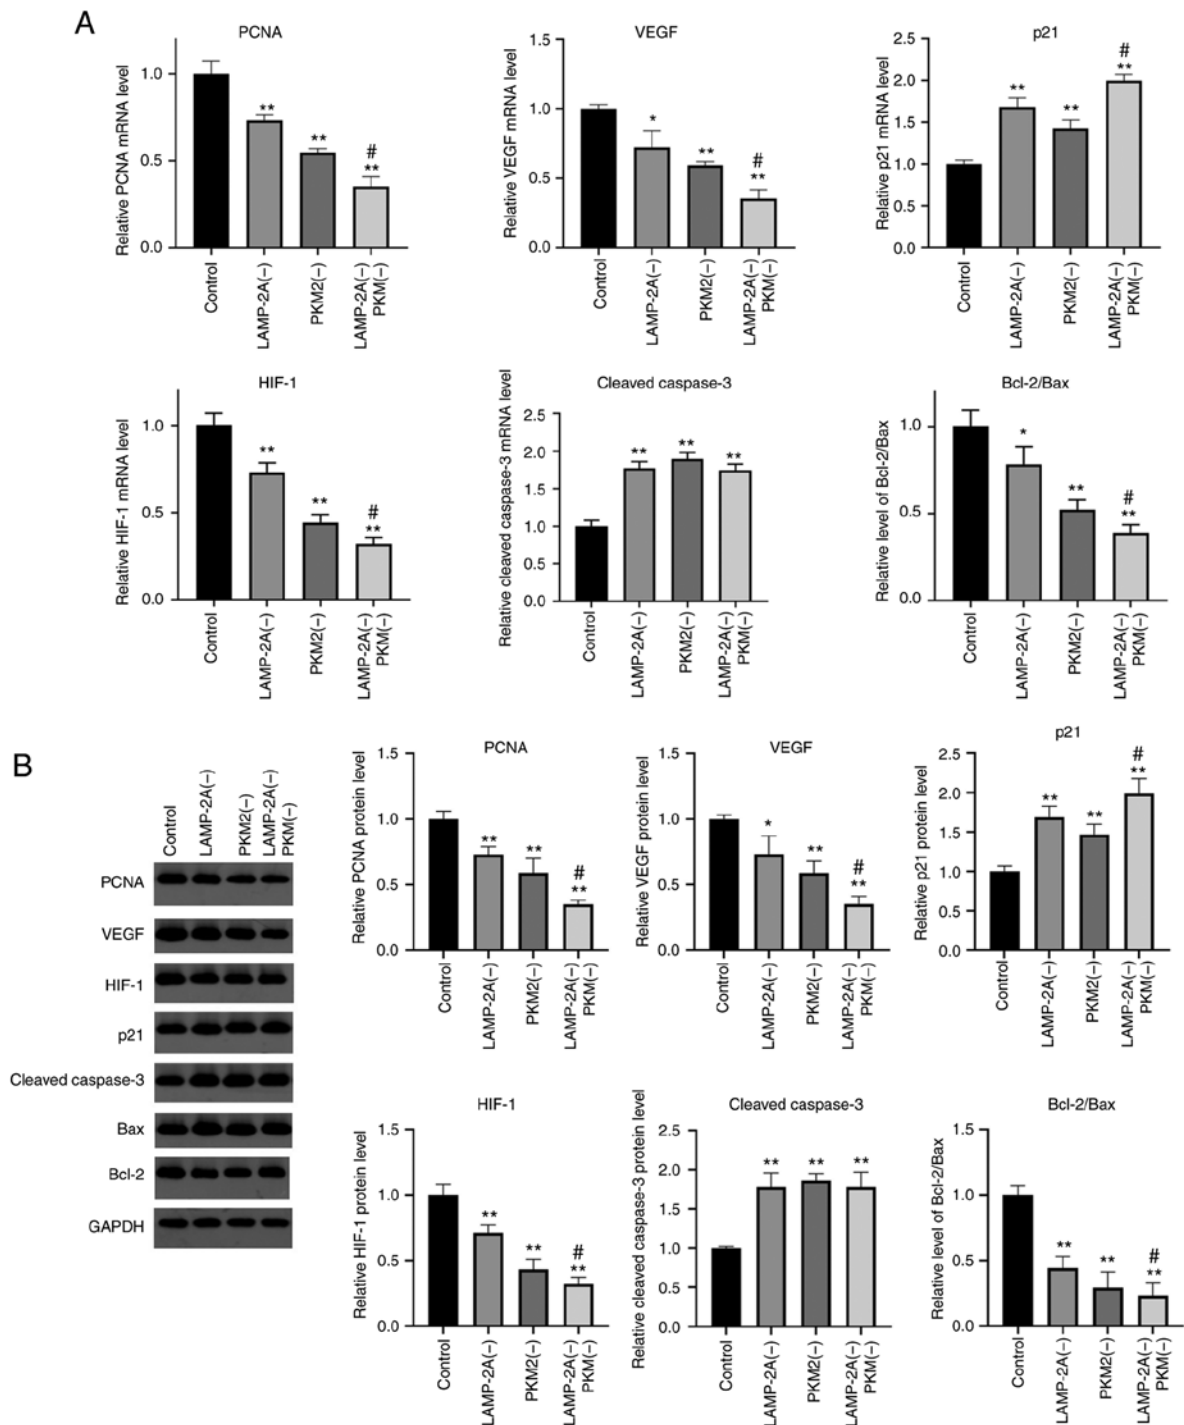 A
PCNA
Relative PCNA mRNA level
1.0
0.5
0.0
**
**
#
**
Control
LAMP-2A(–)
PKM2(–)
LAMP-2A(–)
PKM(–)
VEGF
Relative VEGF mRNA level
1.5
1.0
0.5
0.0
*
**
#
**
Control
LAMP-2A(–)
PKM2(–)
LAMP-2A(–)
PKM(–)
p21
Relative p21 mRNA level
2.5
2.0
1.5
1.0
0.5
0.0
**
**
#
**
Control
LAMP-2A(–)
PKM2(–)
LAMP-2A(–)
PKM(–)
HIF-1
Relative HIF-1 mRNA level
1.0
0.5
0.0
**
**
#
**
Control
LAMP-2A(–)
PKM2(–)
LAMP-2A(–)
PKM(–)
Cleaved caspase-3
Relative cleaved caspase-3 mRNA level
2.5
2.0
1.5
1.0
0.5
0.0
**
**
**
Control
LAMP-2A(–)
PKM2(–)
LAMP-2A(–)
PKM(–)
Bcl-2/Bax
Relative level of Bcl-2/Bax
1.0
0.5
0.0
*
**
#
**
Control
LAMP-2A(–)
PKM2(–)
LAMP-2A(–)
PKM(–)
B
Control
LAMP-2A(–)
PKM2(–)
LAMP-2A(–)
PKM(–)
PCNA
VEGF
HIF-1
p21
Cleaved caspase-3
Bax
Bcl-2
GAPDH
PCNA
Relative PCNA protein level
1.5
1.0
0.5
0.0
**
**
#
**
Control
LAMP-2A(–)
PKM2(–)
LAMP-2A(–)
PKM(–)
VEGF
Relative VEGF protein level
1.5
1.0
0.5
0.0
*
**
#
**
Control
LAMP-2A(–)
PKM2(–)
LAMP-2A(–)
PKM(–)
p21
Relative p21 protein level
2.5
2.0
1.5
1.0
0.5
0.0
**
**
#
**
Control
LAMP-2A(–)
PKM2(–)
LAMP-2A(–)
PKM(–)
HIF-1
Relative HIF-1 protein level
1.5
1.0
0.5
0.0
**
**
#
**
Control
LAMP-2A(–)
PKM2(–)
LAMP-2A(–)
PKM(–)
Cleaved caspase-3
Relative cleaved caspase-3 protein level
2.5
2.0
1.5
1.0
0.5
0.0
**
**
**
Control
LAMP-2A(–)
PKM2(–)
LAMP-2A(–)
PKM(–)
Bcl-2/Bax
Relative level of Bcl-2/Bax
1.5
1.0
0.5
0.0
**
**
#
**
Control
LAMP-2A(–)
PKM2(–)
LAMP-2A(–)
PKM(–)